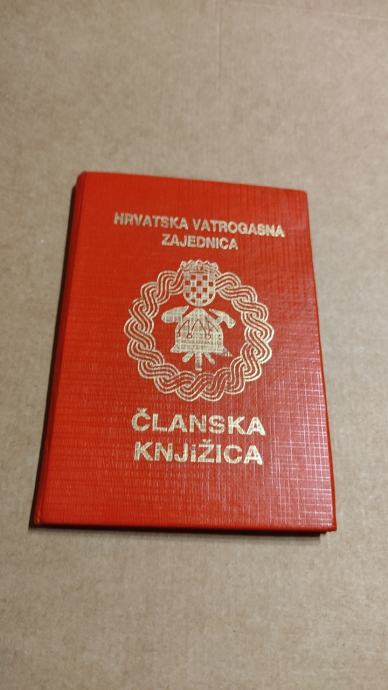 HRVATSKA VATROGASNA
ZAJEDNICA
ČLANSKA
KNJiŽICA